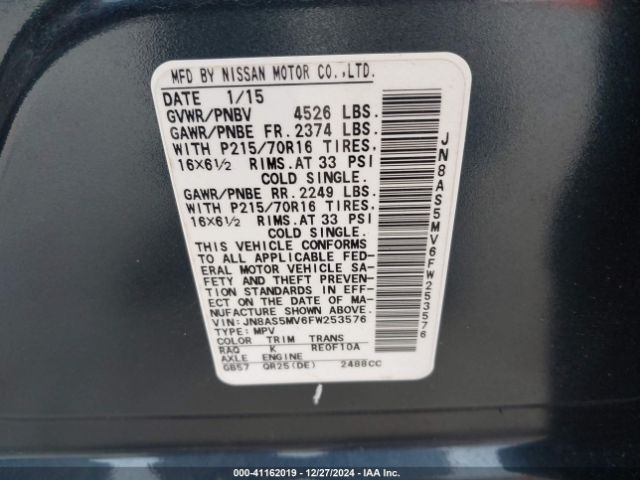 MFD BY NISSAN MOTOR CO.,LTD.
DATE 1/15
GVWR/PNBV 4526 LBS.
GAWR/PNBE FR. 2374 LBS.
WITH P215/70R16 TIRES.
16×6½ RIMS. AT 33 PSI
COLD SINGLE.
GAWR/PNBE RR. 2249 LBS.
WITH P215/70R16 TIRES.
16×6½ RIMS. AT 33 PSI
COLD SINGLE.
THIS VEHICLE CONFORMS
TO ALL APPLICABLE FED-
ERAL MOTOR VEHICLE SA-
FETY AND THEFT PREVEN-
TION STANDARDS IN EFF-
ECT ON THE DATE OF MA-
NUFACTURE SHOWN ABOVE.
VIN: JN8AS5MV6FW253576
TYPE: MPV
COLOR TRIM TRANS
RAQ K RE0F10A
AXLE ENGINE
GB57 QR25(DE) 2488CC
JN8AS5MV6FW253576
000-41162019 | 12/27/2024 - IAA Inc.